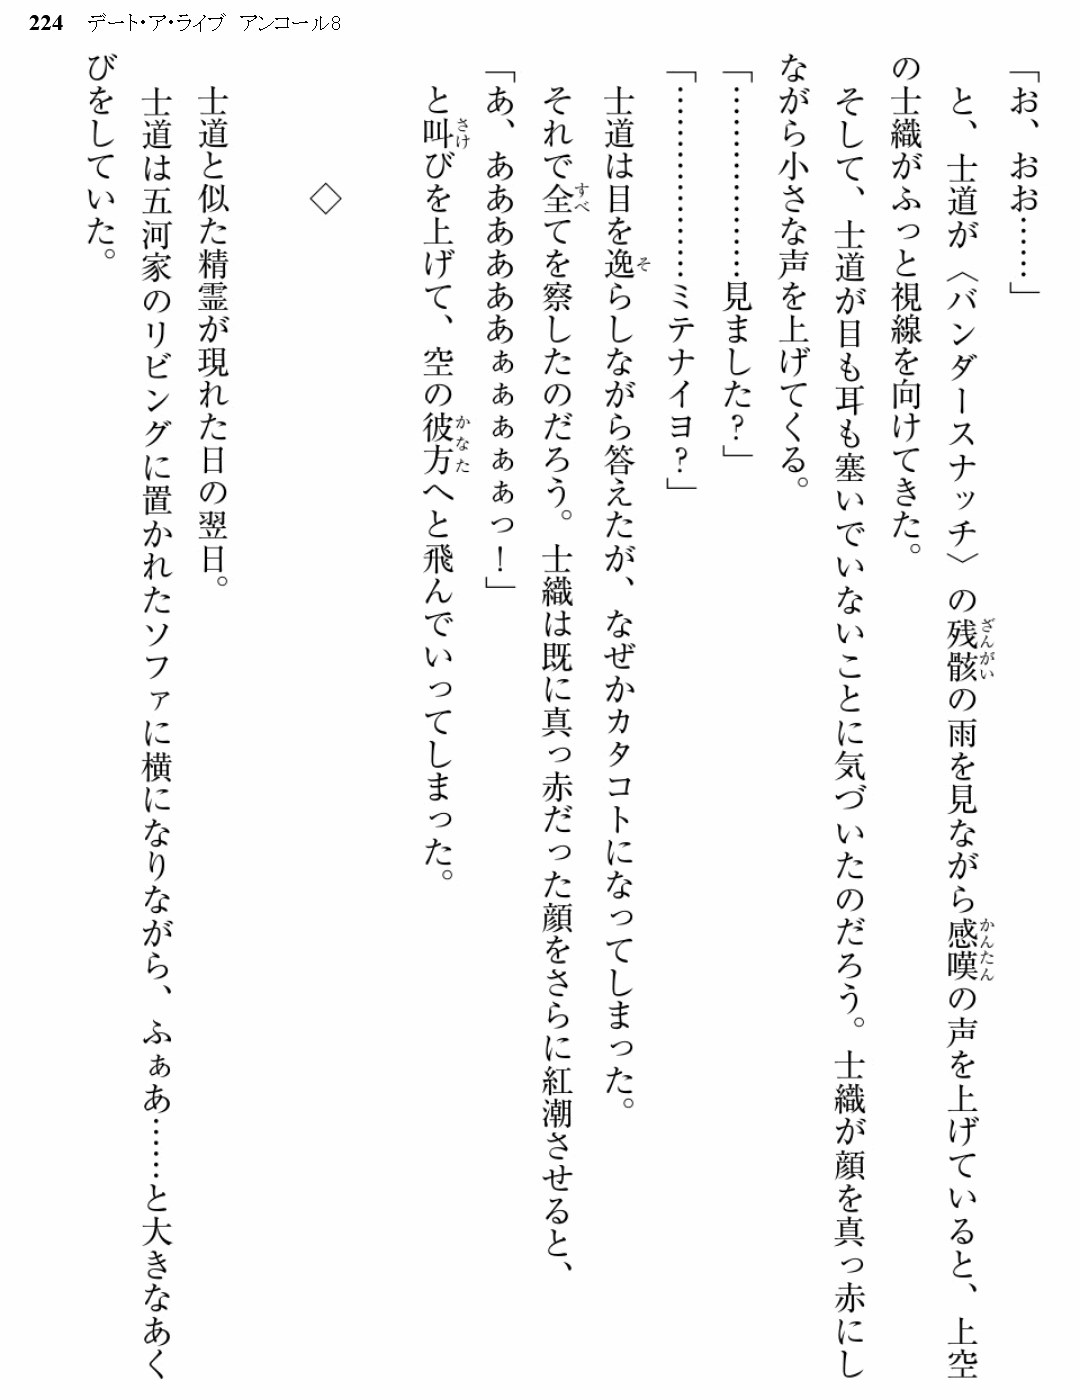 224 デート・ア・ライブ アンコール8
「お、おお……」
　と、士道が〈バンダースナッチ〉の残骸の雨を見ながら感嘆の声を上げていると、上空
の士織がふっと視線を向けてきた。
　そして、士道が目も耳も塞いでいないことに気づいたのだろう。士織が顔を真っ赤にし
ながら小さな声を上げてくる。
「………………見ました?」
「………………ミテナイヨ?」
　士道は目を逸らしながら答えたが、なぜかカタコトになってしまった。
　それで全てを察したのだろう。士織は既に真っ赤だった顔をさらに紅潮させると、
「あ、ああああああぁぁぁぁぁっ!」
　と叫びを上げて、空の彼方へと飛んでいってしまった。
◇
　士道と似た精霊が現れた日の翌日。
　士道は五河家のリビングに置かれたソファに横になりながら、ふぁあ……と大きなあく
びをしていた。